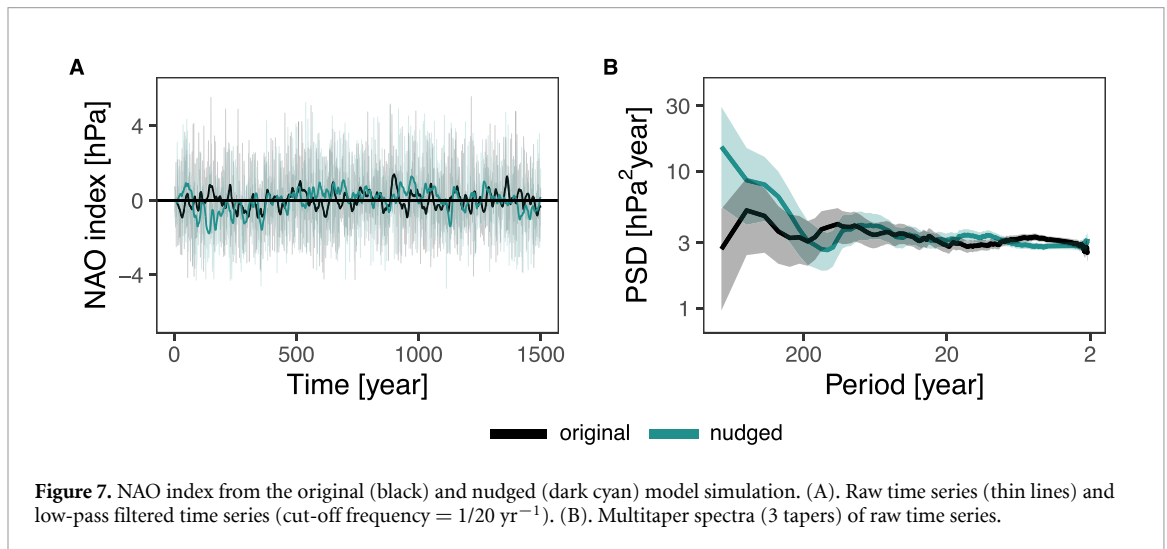 A
B
NAO index [hPa]
4
0
−4
0
500
1000
1500
Time [year]
PSD [hPa²year]
30
10
3
1
200
20
2
Period [year]
original
nudged
Figure 7. NAO index from the original (black) and nudged (dark cyan) model simulation. (A). Raw time series (thin lines) and
low-pass filtered time series (cut-off frequency = 1/20 yr⁻¹). (B). Multitaper spectra (3 tapers) of raw time series.